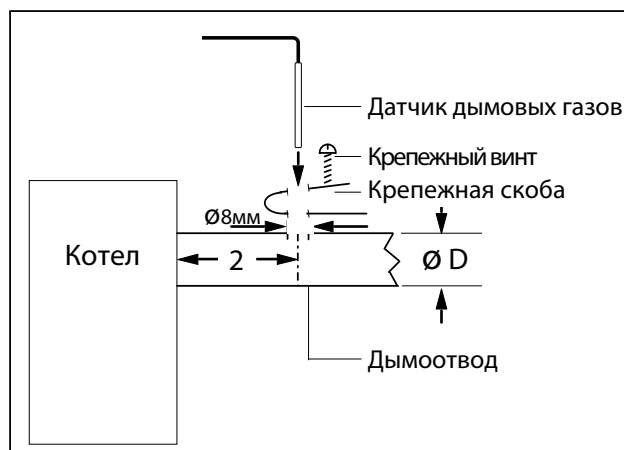 Датчик дымовых газов
Крепежный винт
Крепежная скоба
Ø8мм
Котел
2
Ø D
Дымоотвод